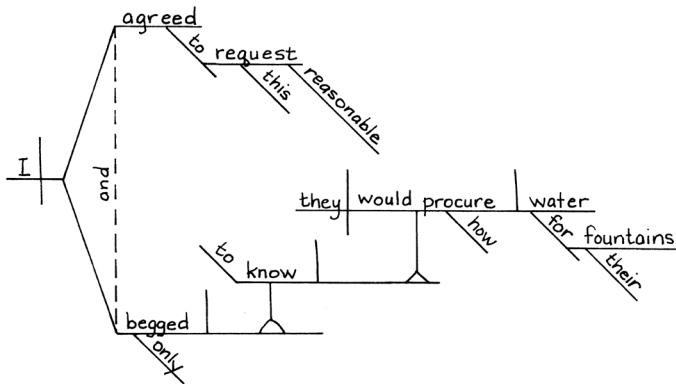 agreed
to
request
this
reasonable
I
and
they would procure water
how
for
fountains
their
to
know
begged
only